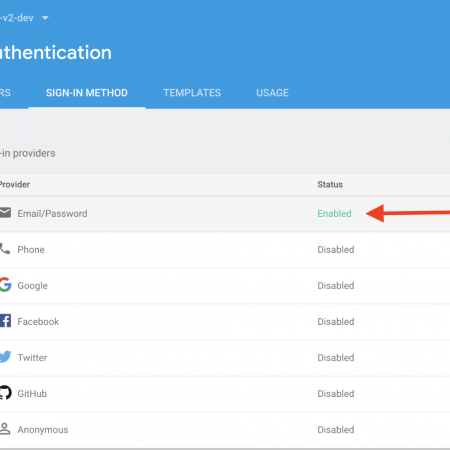 -v2-dev
uthentication
RS SIGN-IN METHOD TEMPLATES USAGE
-in providers
Provider Status
Email/Password Enabled
Phone Disabled
Google Disabled
Facebook Disabled
Twitter Disabled
GitHub Disabled
Anonymous Disabled